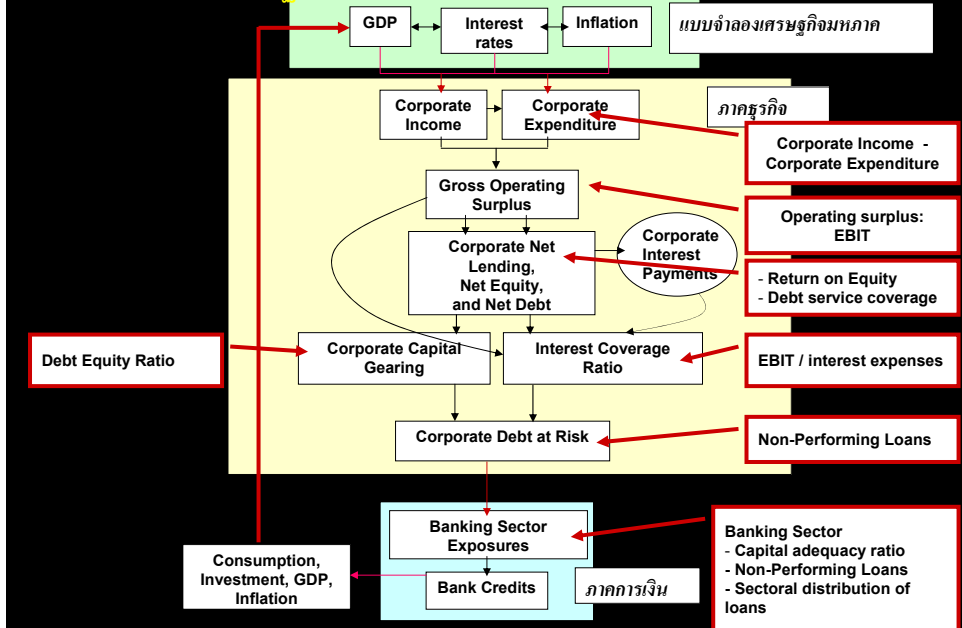 GDP
Interest
rates
Inflation
แบบจำลองเศรษฐกิจมหภาค
Corporate
Income
Corporate
Expenditure
ภาคธุรกิจ
Corporate Income -
Corporate Expenditure
Gross Operating
Surplus
Operating surplus:
EBIT
Corporate Net
Lending,
Net Equity,
and Net Debt
Corporate
Interest
Payments
- Return on Equity
- Debt service coverage
Debt Equity Ratio
Corporate Capital
Gearing
Interest Coverage
Ratio
EBIT / interest expenses
Corporate Debt at Risk
Non-Performing Loans
Banking Sector
Exposures
Bank Credits
ภาคการเงิน
Consumption,
Investment, GDP,
Inflation
Banking Sector
- Capital adequacy ratio
- Non-Performing Loans
- Sectoral distribution of
loans